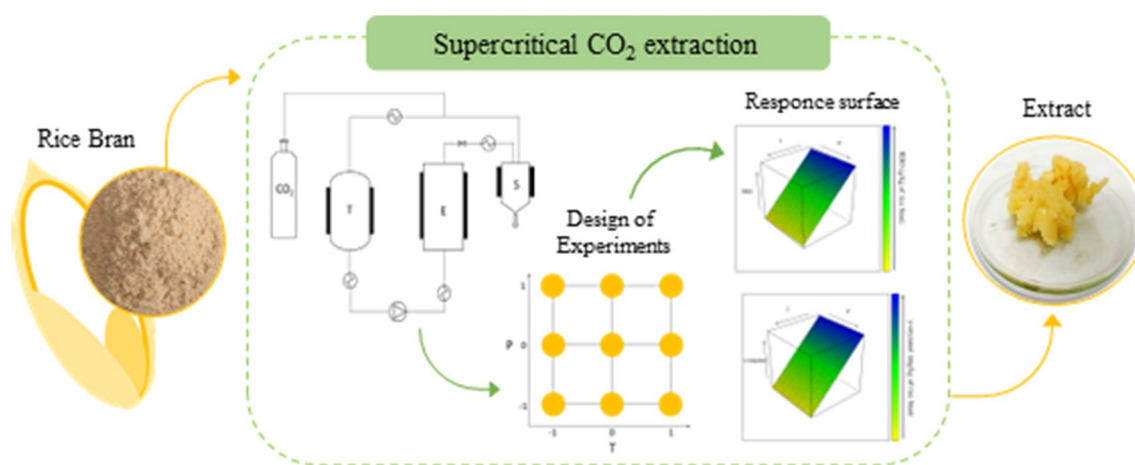 Supercritical CO₂ extraction
Rice Bran
CO₂
T
E
S
Design of
Experiments
1
P
0
-1
-1
0
1
T
Responce surface
Extract